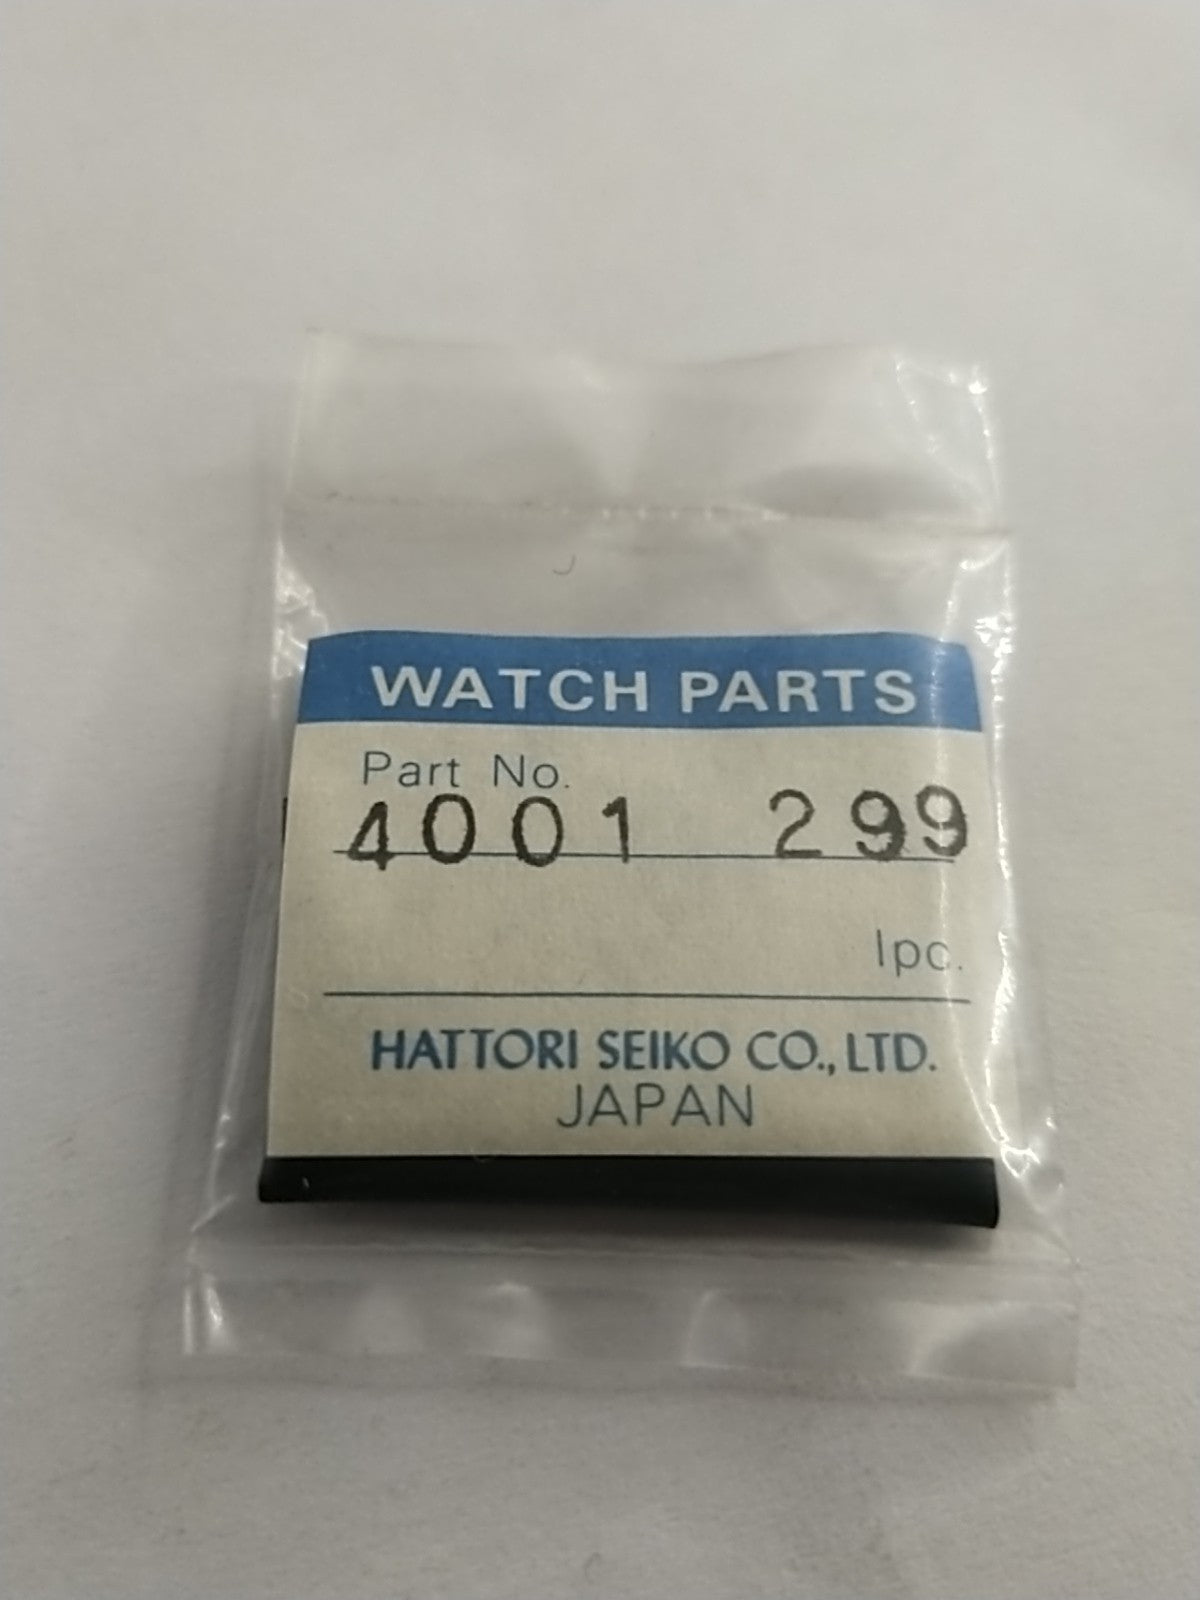 WATCH PARTS
Part No.
4001 299
1pc.
HATTORI SEIKO CO., LTD.
JAPAN